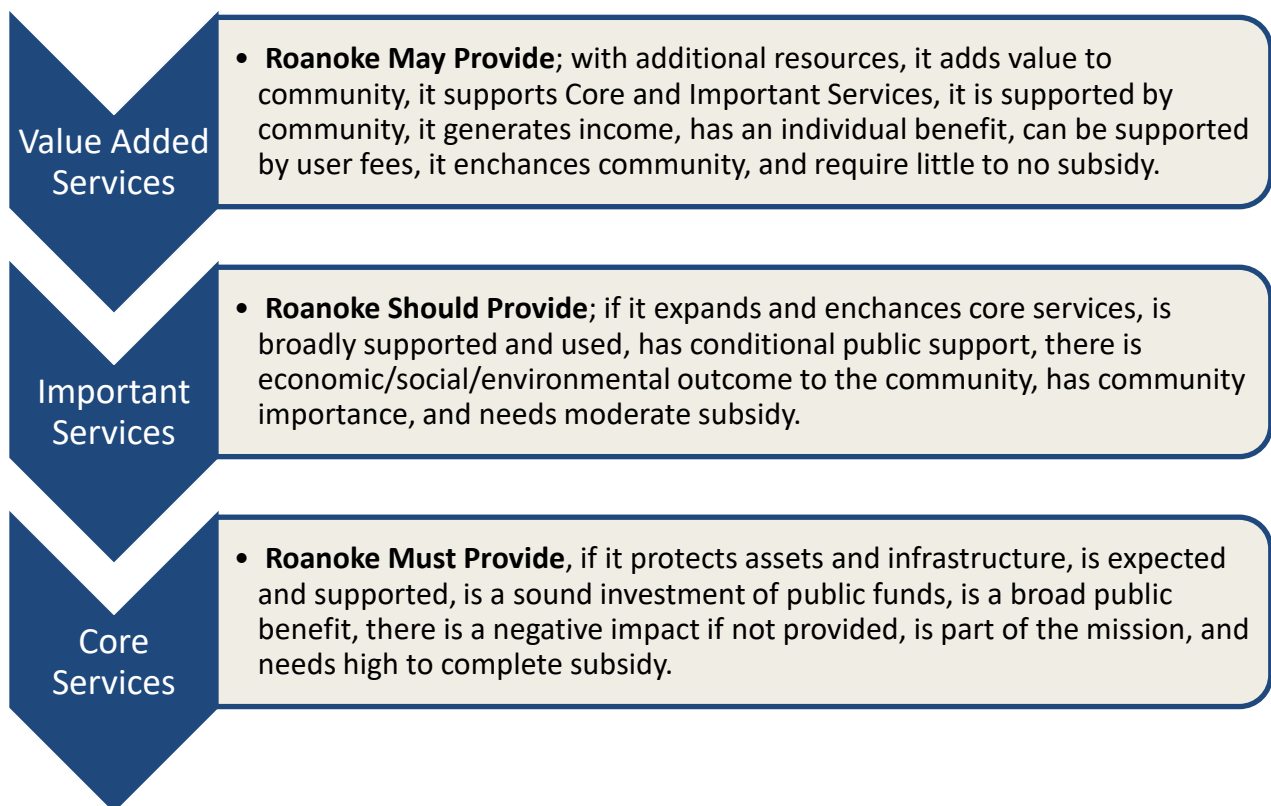 Value Added
Services
• Roanoke May Provide; with additional resources, it adds value to
community, it supports Core and Important Services, it is supported by
community, it generates income, has an individual benefit, can be supported
by user fees, it enchances community, and require little to no subsidy.
Important
Services
• Roanoke Should Provide; if it expands and enchances core services, is
broadly supported and used, has conditional public support, there is
economic/social/environmental outcome to the community, has community
importance, and needs moderate subsidy.
Core
Services
• Roanoke Must Provide, if it protects assets and infrastructure, is expected
and supported, is a sound investment of public funds, is a broad public
benefit, there is a negative impact if not provided, is part of the mission, and
needs high to complete subsidy.